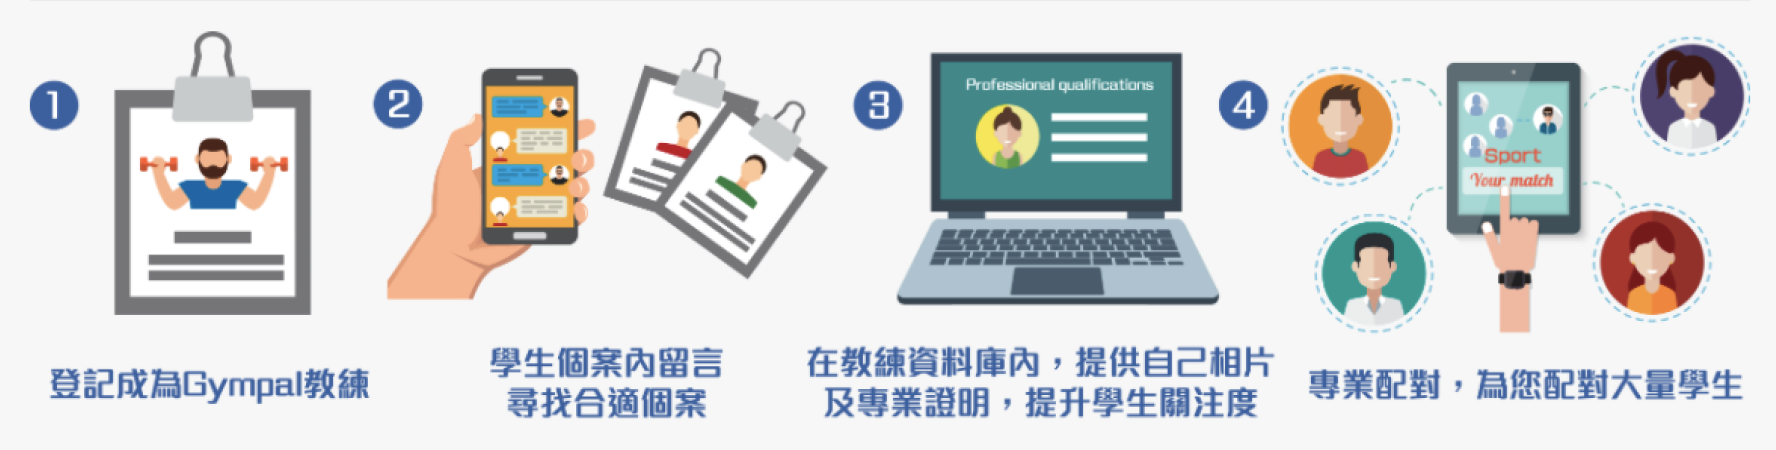 1
登記成為Gympal教練
2
學生個案內留言
尋找合適個案
3
Professional qualifications
在教練資料庫內，提供自己相片
及專業證明，提升學生關注度
4
Sport
Your match
專業配對，為您配對大量學生